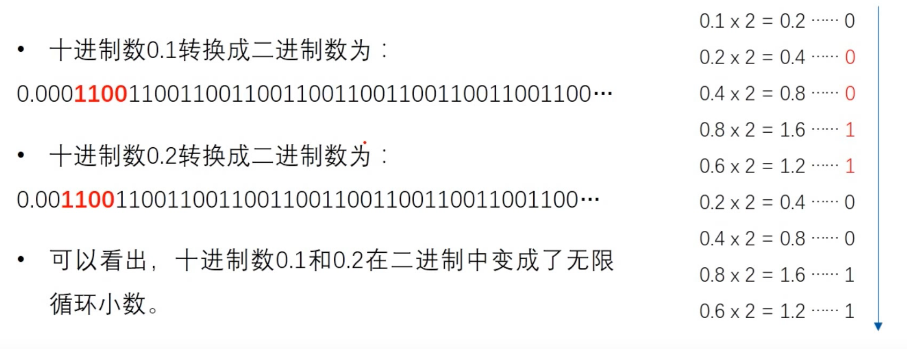 • 十进制数0.1转换成二进制数为：
0.000110011001100110011001100110011001100···
• 十进制数0.2转换成二进制数为：
0.00110011001100110011001100110011001100···
• 可以看出，十进制数0.1和0.2在二进制中变成了无限
循环小数。
0.1 x 2 = 0.2 ······ 0
0.2 x 2 = 0.4 ······ 0
0.4 x 2 = 0.8 ······ 0
0.8 x 2 = 1.6 ······ 1
0.6 x 2 = 1.2 ······ 1
0.2 x 2 = 0.4 ······ 0
0.4 x 2 = 0.8 ······ 0
0.8 x 2 = 1.6 ······ 1
0.6 x 2 = 1.2 ······ 1